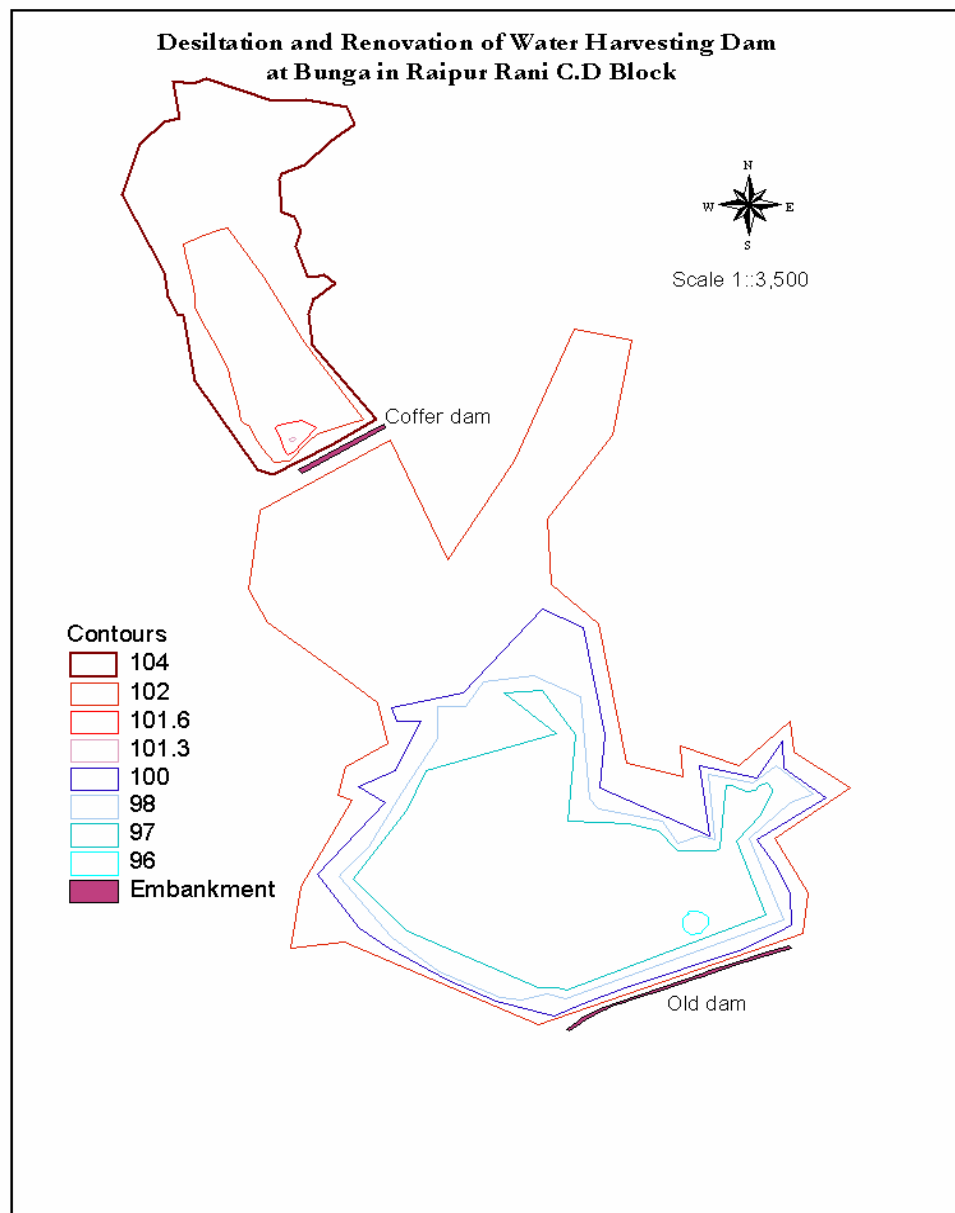 Desiltation and Renovation of Water Harvesting Dam
at Bunga in Raipur Rani C.D Block
N
W E
S
Scale 1::3,500
Coffer dam
Contours
104
102
101.6
101.3
100
98
97
96
Embankment
Old dam